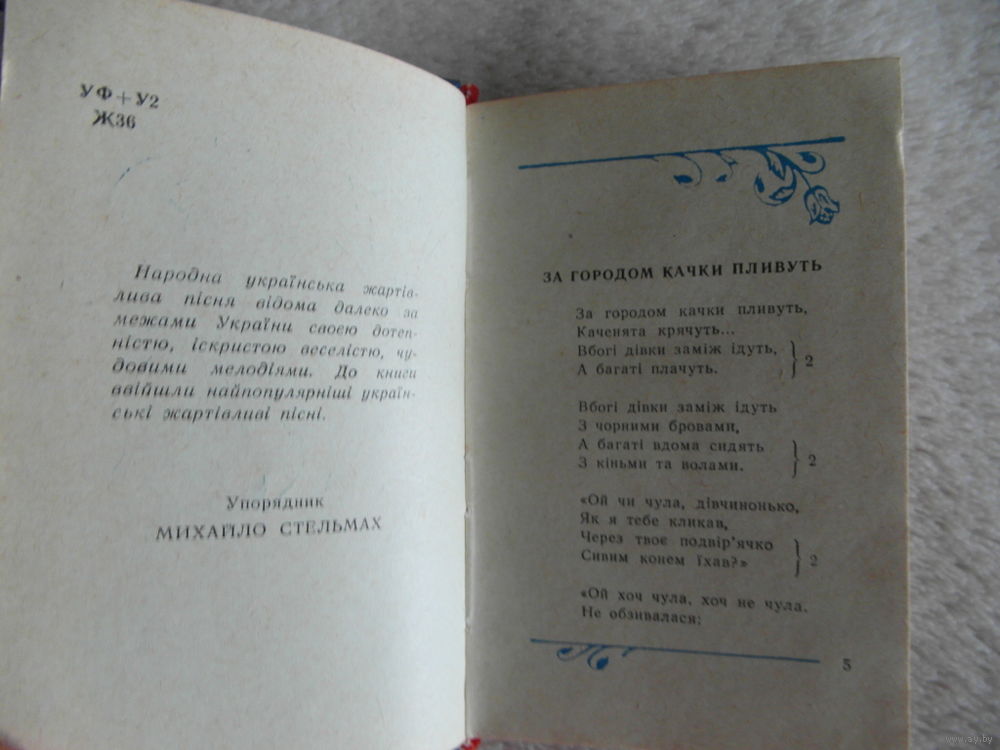 УФ+У2
Ж36
Народна українська жартів-
лива пісня відома далеко за
межами України своєю дотеп-
ністю, іскристою веселістю, чу-
довими мелодіями. До книги
ввійшли найпопулярніші україн-
ські жартівливі пісні.
Упорядник
МИХАЙЛО СТЕЛЬМАХ
ЗА ГОРОДОМ КАЧКИ ПЛИВУТЬ
За городом качки пливуть,
Каченята крячуть...
Вбогі дівки заміж ідуть,
А багаті плачуть.
2
Вбогі дівки заміж ідуть
З чорними бровами,
А багаті вдома сидять
З кіньми та волами.
2
«Ой чи чула, дівчинонько,
Як я тебе кликав,
Через твоє подвір'ячко
Сивим конем їхав?»
2
«Ой хоч чула, хоч не чула.
Не обзивалася;
5
www.ay.by